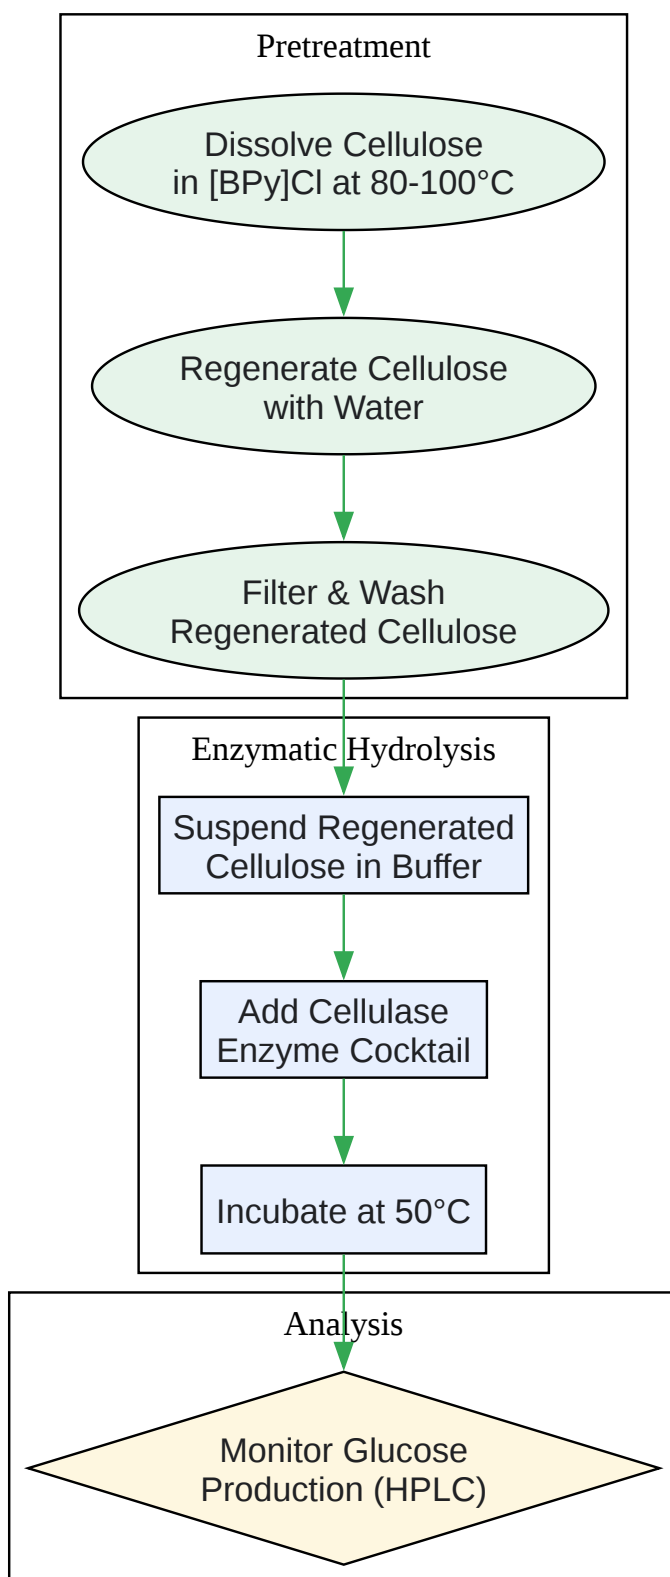 Pretreatment
Dissolve Cellulose
in [BPy]Cl at 80-100°C
Regenerate Cellulose
with Water
Filter & Wash
Regenerated Cellulose
Enzymatic Hydrolysis
Suspend Regenerated
Cellulose in Buffer
Add Cellulase
Enzyme Cocktail
Incubate at 50°C
Analysis
Monitor Glucose
Production (HPLC)